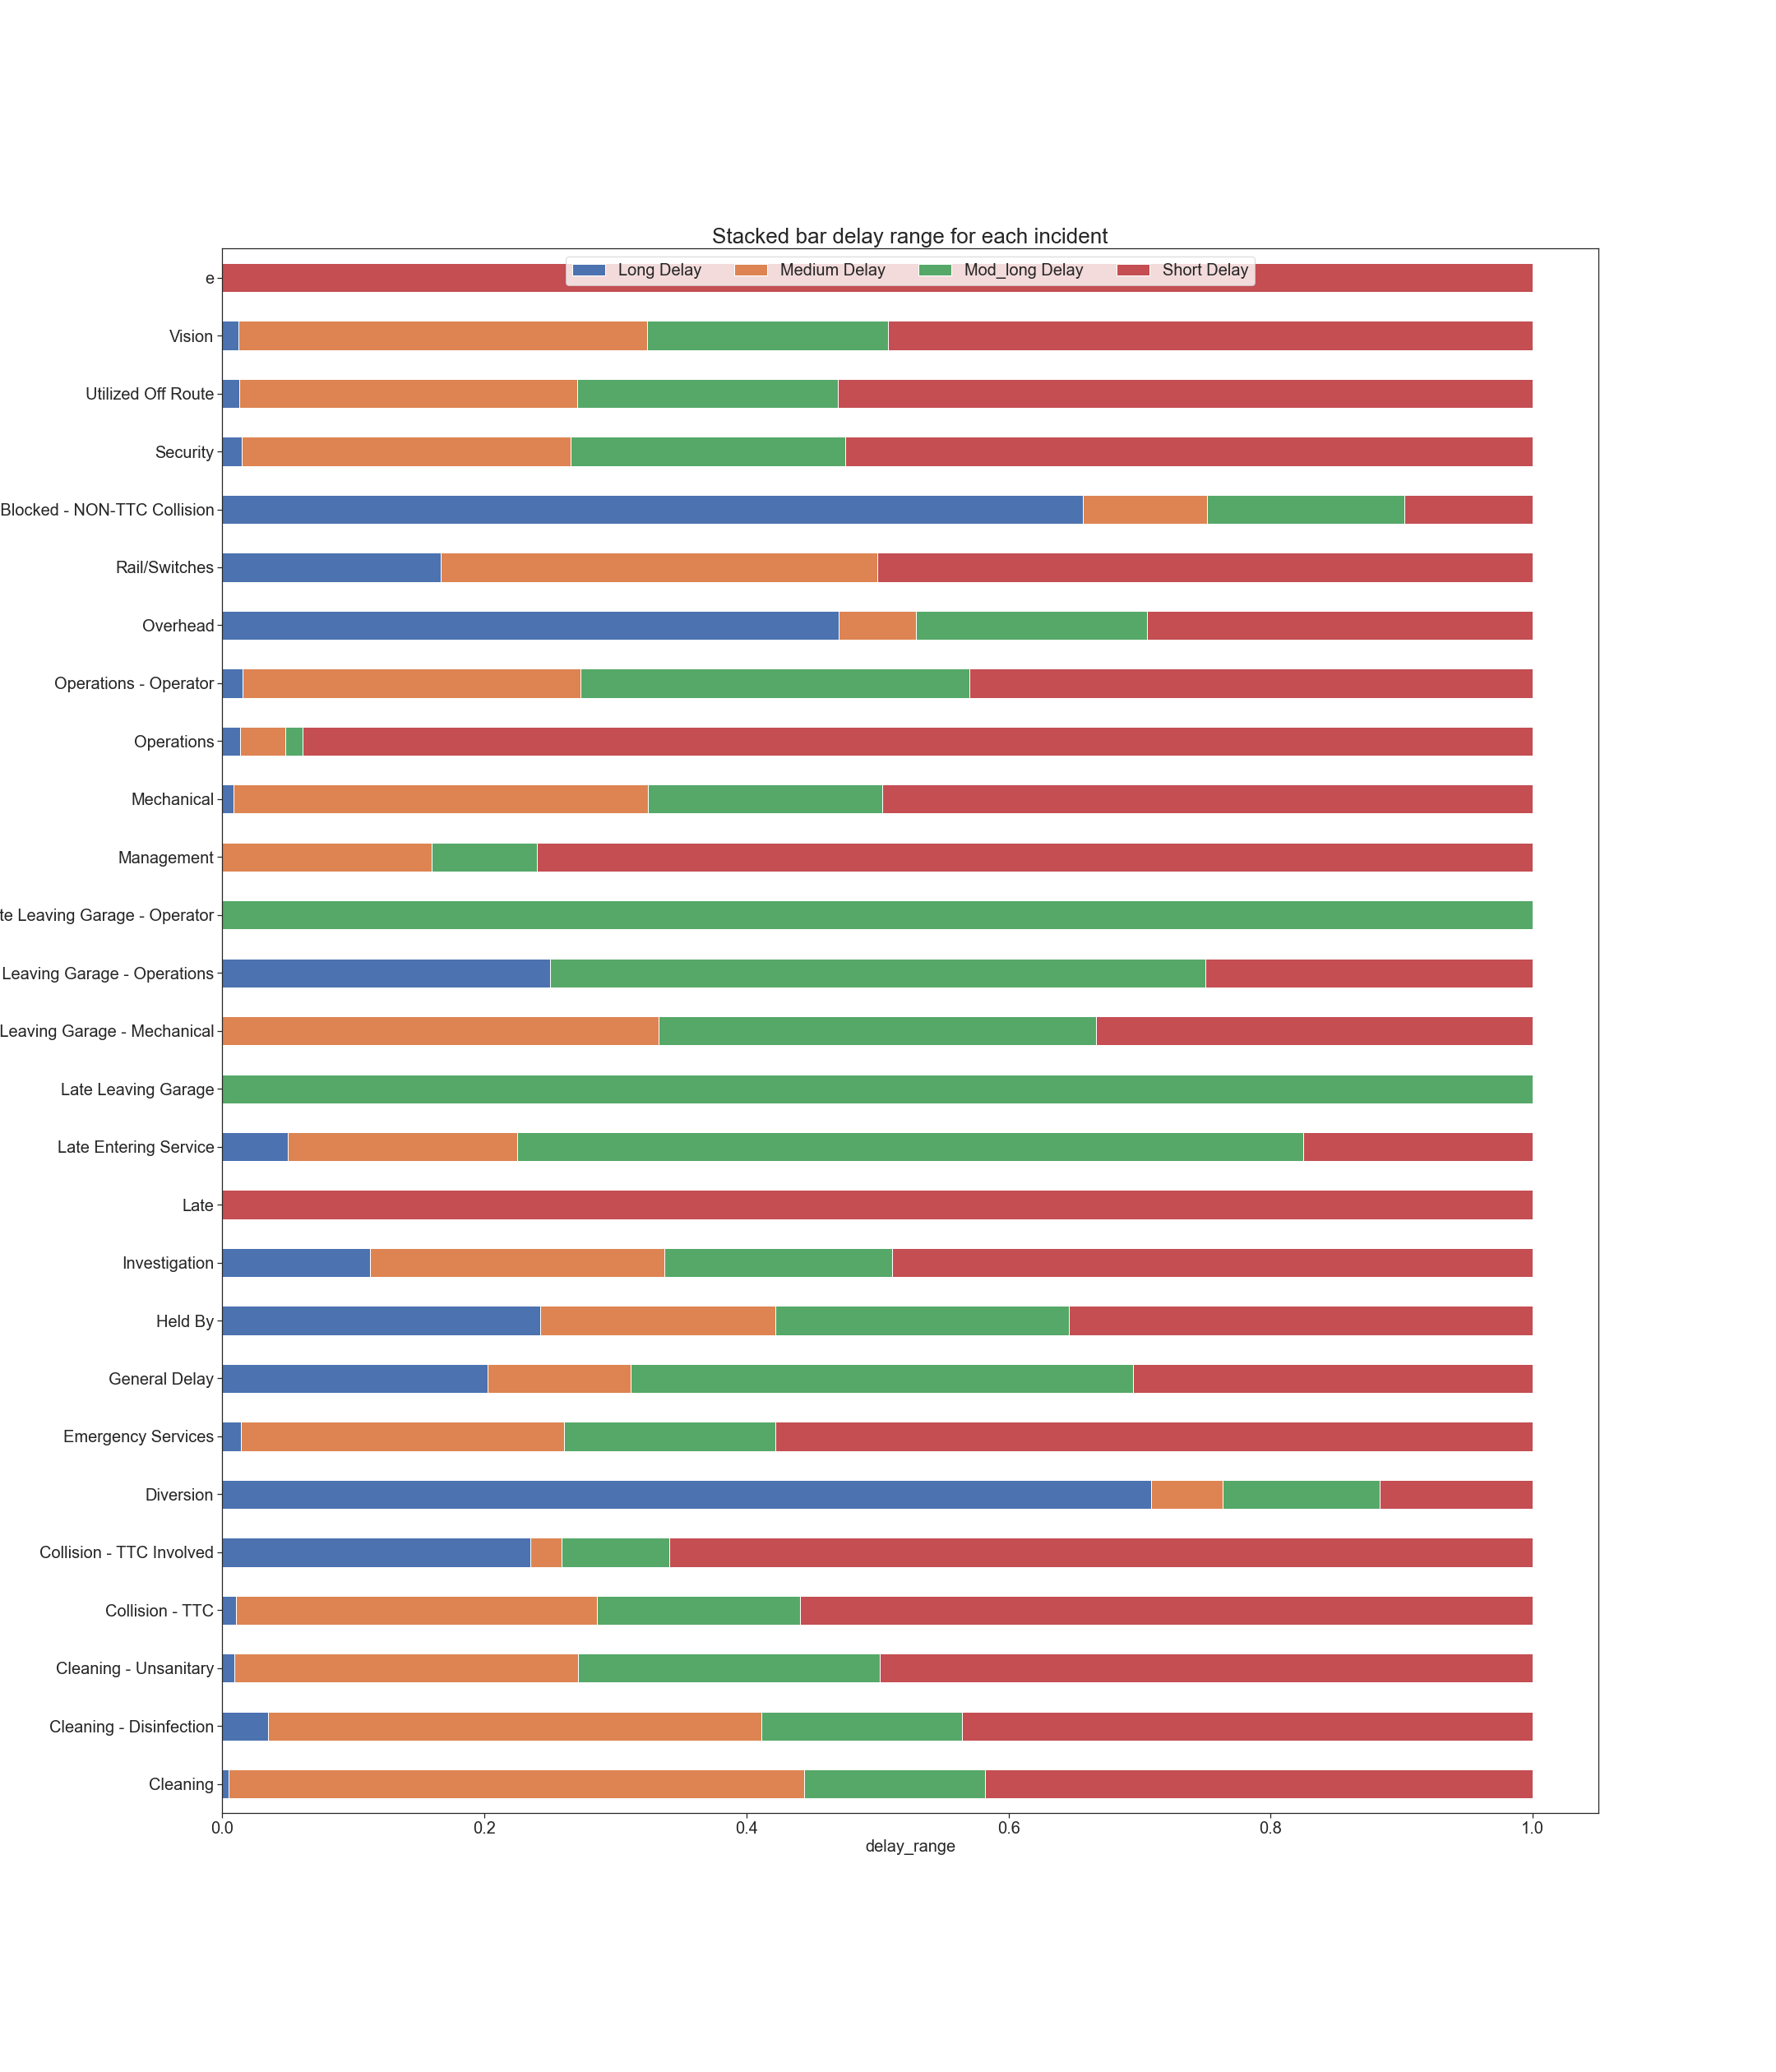 Stacked bar delay range for each incident
Long Delay Medium Delay Mod_long Delay Short Delay
e
Vision
Utilized Off Route
Security
Blocked - NON-TTC Collision
Rail/Switches
Overhead
Operations - Operator
Operations
Mechanical
Management
te Leaving Garage - Operator
Leaving Garage - Operations
Leaving Garage - Mechanical
Late Leaving Garage
Late Entering Service
Late
Investigation
Held By
General Delay
Emergency Services
Diversion
Collision - TTC Involved
Collision - TTC
Cleaning - Unsanitary
Cleaning - Disinfection
Cleaning
0.0 0.2 0.4 0.6 0.8 1.0
delay_range